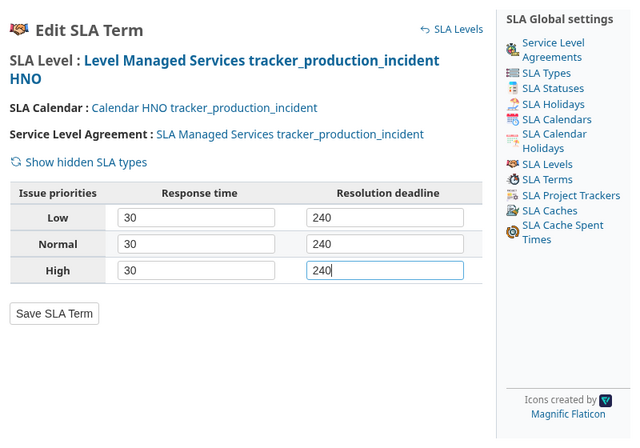 Edit SLA Term
SLA Levels
SLA Level : Level Managed Services tracker_production_incident
HNO
SLA Calendar : Calendar HNO tracker_production_incident
Service Level Agreement : SLA Managed Services tracker_production_incident
Show hidden SLA types
Issue priorities Response time Resolution deadline
Low 30 240
Normal 30 240
High 30 240
Save SLA Term
SLA Global settings
Service Level
Agreements
SLA Types
SLA Statuses
SLA Holidays
SLA Calendars
SLA Calendar
Holidays
SLA Levels
SLA Terms
SLA Project Trackers
SLA Caches
SLA Cache Spent
Times
Icons created by
Magnific Flaticon